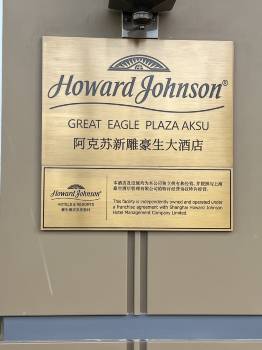 Howard Johnson®
GREAT EAGLE PLAZA AKSU
阿克苏新雕豪生大酒店
Howard Johnson®
HOTELS & RESORTS
This facility is independently owned and operated under
a franchise agreement with Shanghai Howard Johnson
Hotel Management Company Limited.